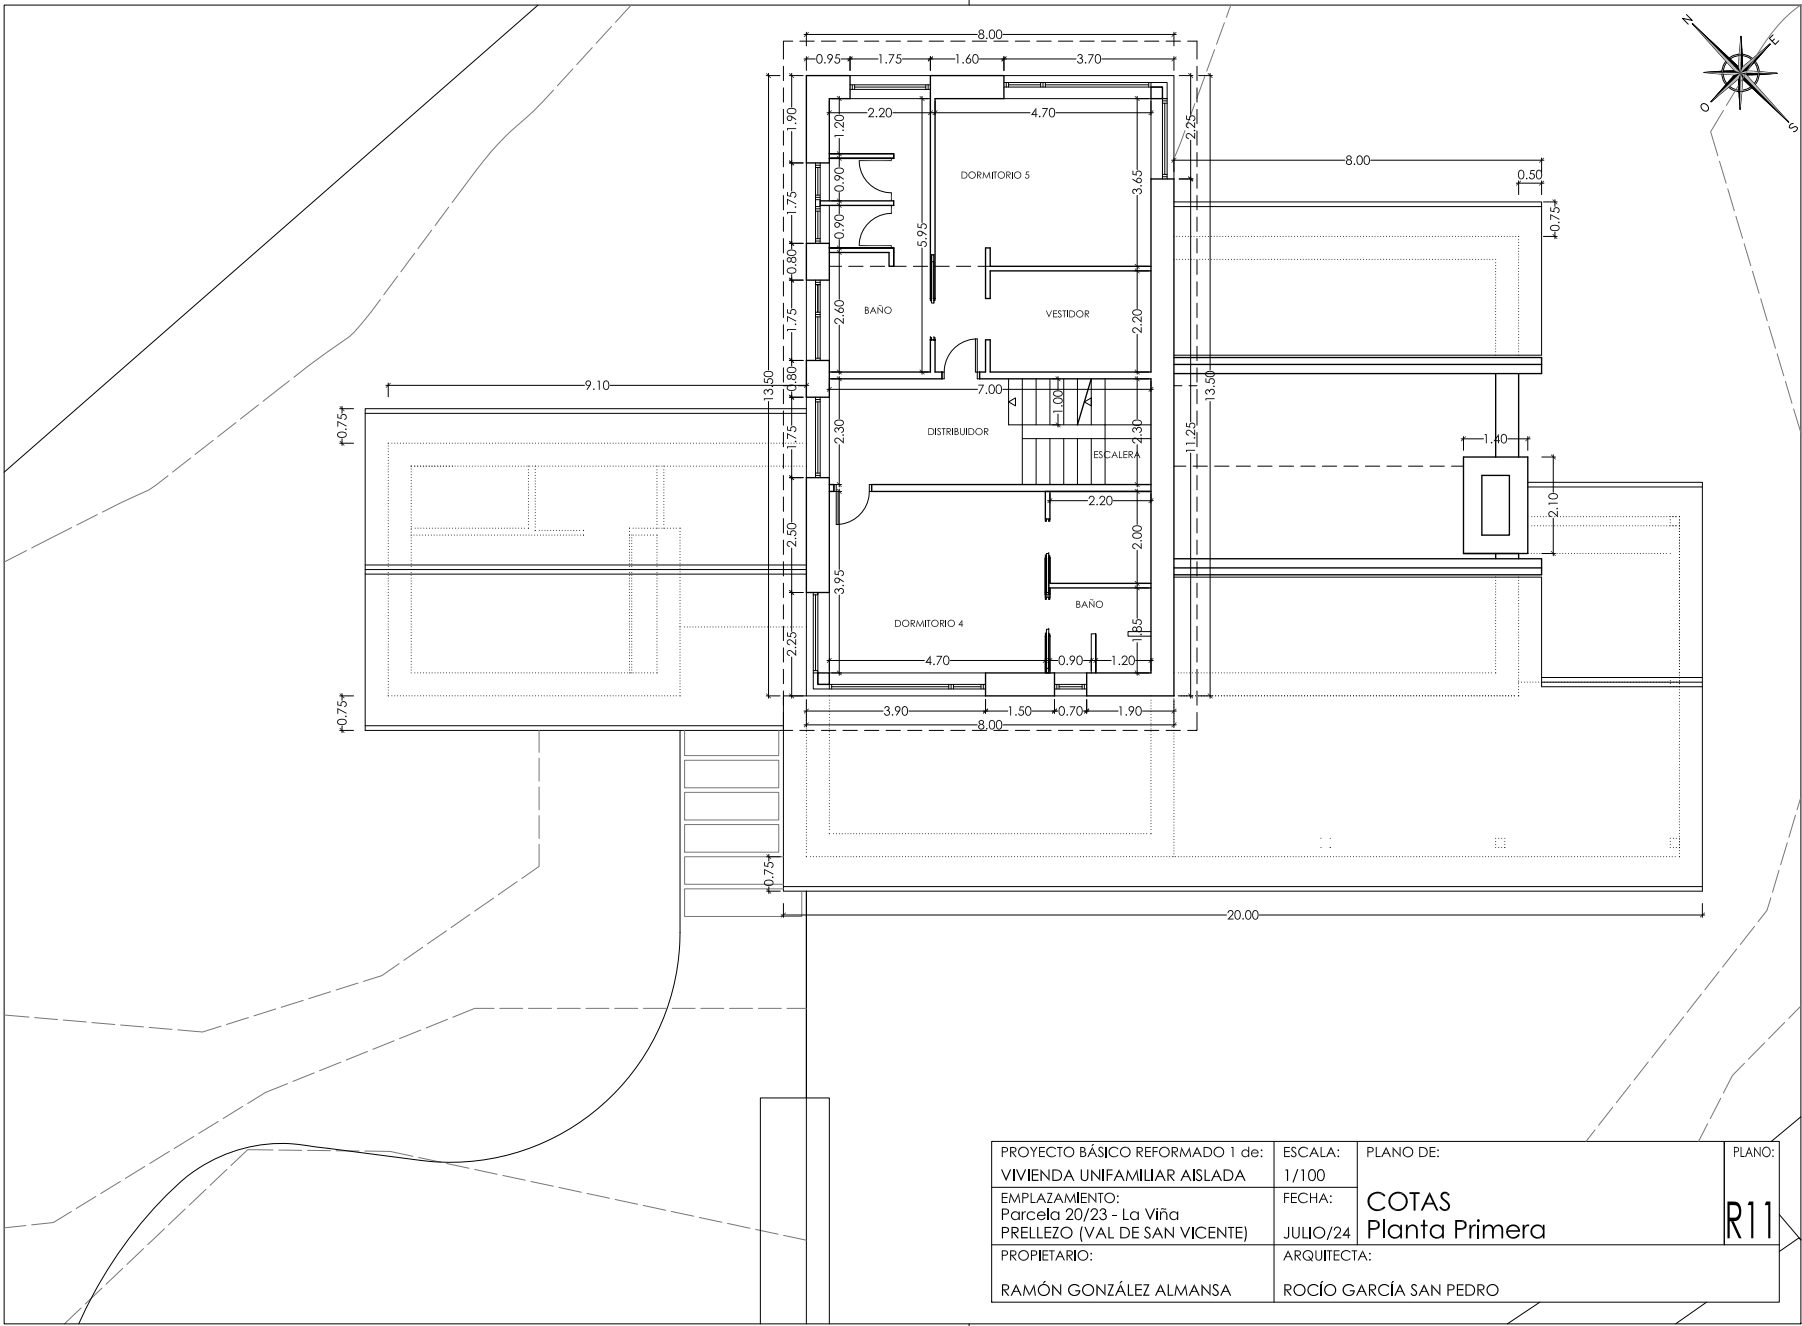 8.00
0.95 1.75 1.60 3.70
N
E
O
S
2.20 4.70
1.90
1.20
2.25
8.00
0.50
0.75
DORMITORIO 5
0.90
3.65
1.75
0.90
5.95
0.80
BAÑO
VESTIDOR
2.60
1.75
2.20
0.80
9.10
13.50
7.00
1.00
13.50
0.75
1.75
2.30
DISTRIBUIDOR
2.30
11.25
ESCALERA
1.40
2.20
2.10
2.50
2.00
3.95
BAÑO
DORMITORIO 4
2.25
1.85
4.70 0.90 1.20
0.75
3.90 1.50 0.70 1.90
8.00
0.75
20.00
PROYECTO BÁSICO REFORMADO 1 de:
VIVIENDA UNIFAMILIAR AISLADA
ESCALA:
1/100
PLANO DE:
COTAS
Planta Primera
PLANO:
R11
EMPLAZAMIENTO:
Parcela 20/23 - La Viña
PRELLEZO (VAL DE SAN VICENTE)
FECHA:
JULIO/24
PROPIETARIO:
RAMÓN GONZÁLEZ ALMANSA
ARQUITECTA:
ROCÍO GARCÍA SAN PEDRO